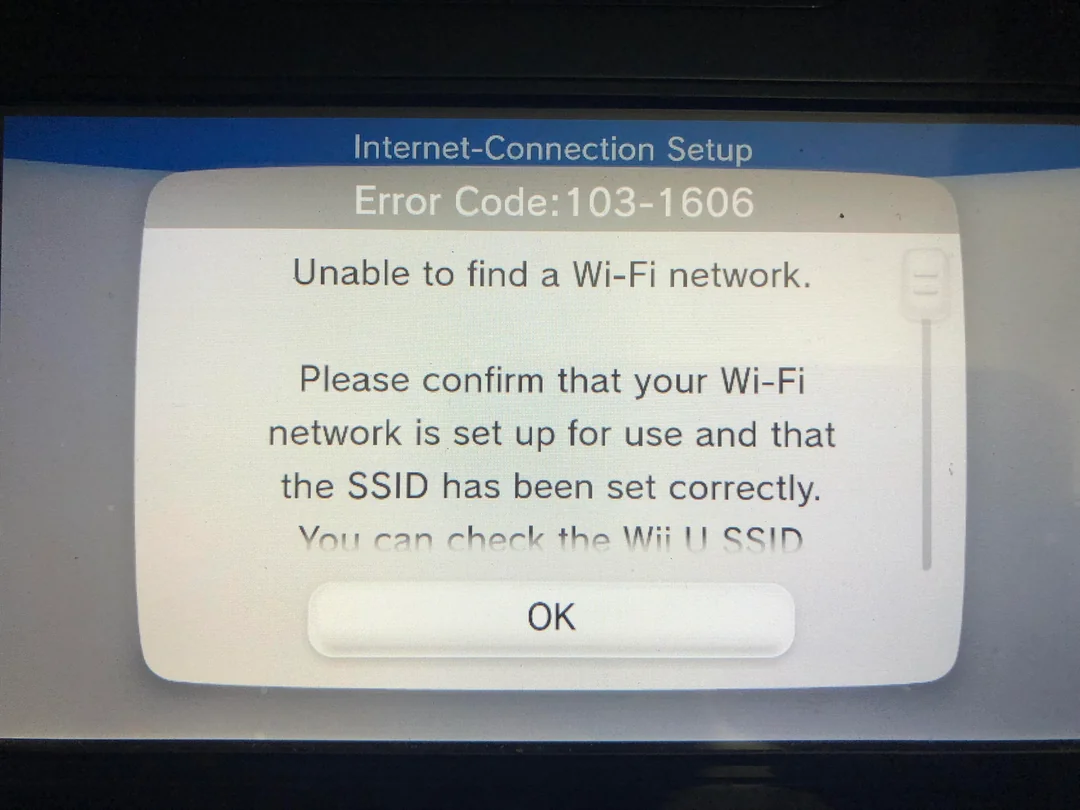 Internet-Connection Setup
Error Code:103-1606
Unable to find a Wi-Fi network.
Please confirm that your Wi-Fi
network is set up for use and that
the SSID has been set correctly.
You can check the Wii U SSID
OK